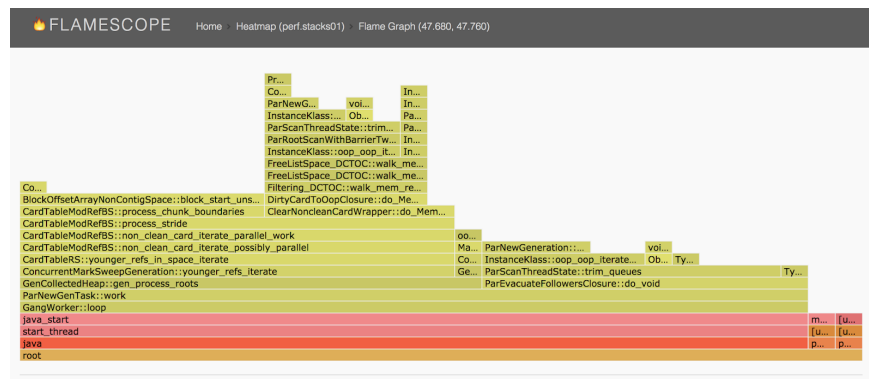 FLAMESCOPE Home Heatmap (perf.stacks01) Flame Graph (47.680, 47.760)
Pr...
Co... In...
ParNewG... voi... In...
InstanceKlass:... Ob... Pa...
ParScanThreadState::trim... Pa...
ParRootScanWithBarrierTw... In...
InstanceKlass::oop_oop_it... In...
FreeListSpace_DCTOC::walk_me...
FreeListSpace_DCTOC::walk_me...
Co... Filtering_DCTOC::walk_mem_re...
BlockOffsetArrayNonContigSpace::block_start_uns... DirtyCardToOopClosure::do_Me...
CardTableModRefBS::process_chunk_boundaries ClearNoncleanCardWrapper::do_Mem...
CardTableModRefBS::process_stride
CardTableModRefBS::non_clean_card_iterate_parallel_work oo...
CardTableModRefBS::non_clean_card_iterate_possibly_parallel Ma... ParNewGeneration::... voi...
CardTableRS::younger_refs_in_space_iterate Co... InstanceKlass::oop_oop_iterate... Ob... Ty...
ConcurrentMarkSweepGeneration::younger_refs_iterate Ge... ParScanThreadState::trim_queues Ty...
GenCollectedHeap::gen_process_roots ParEvacuateFollowersClosure::do_void
ParNewGenTask::work
GangWorker::loop
java_start m... [u...
start_thread [u... [u...
java p... p...
root